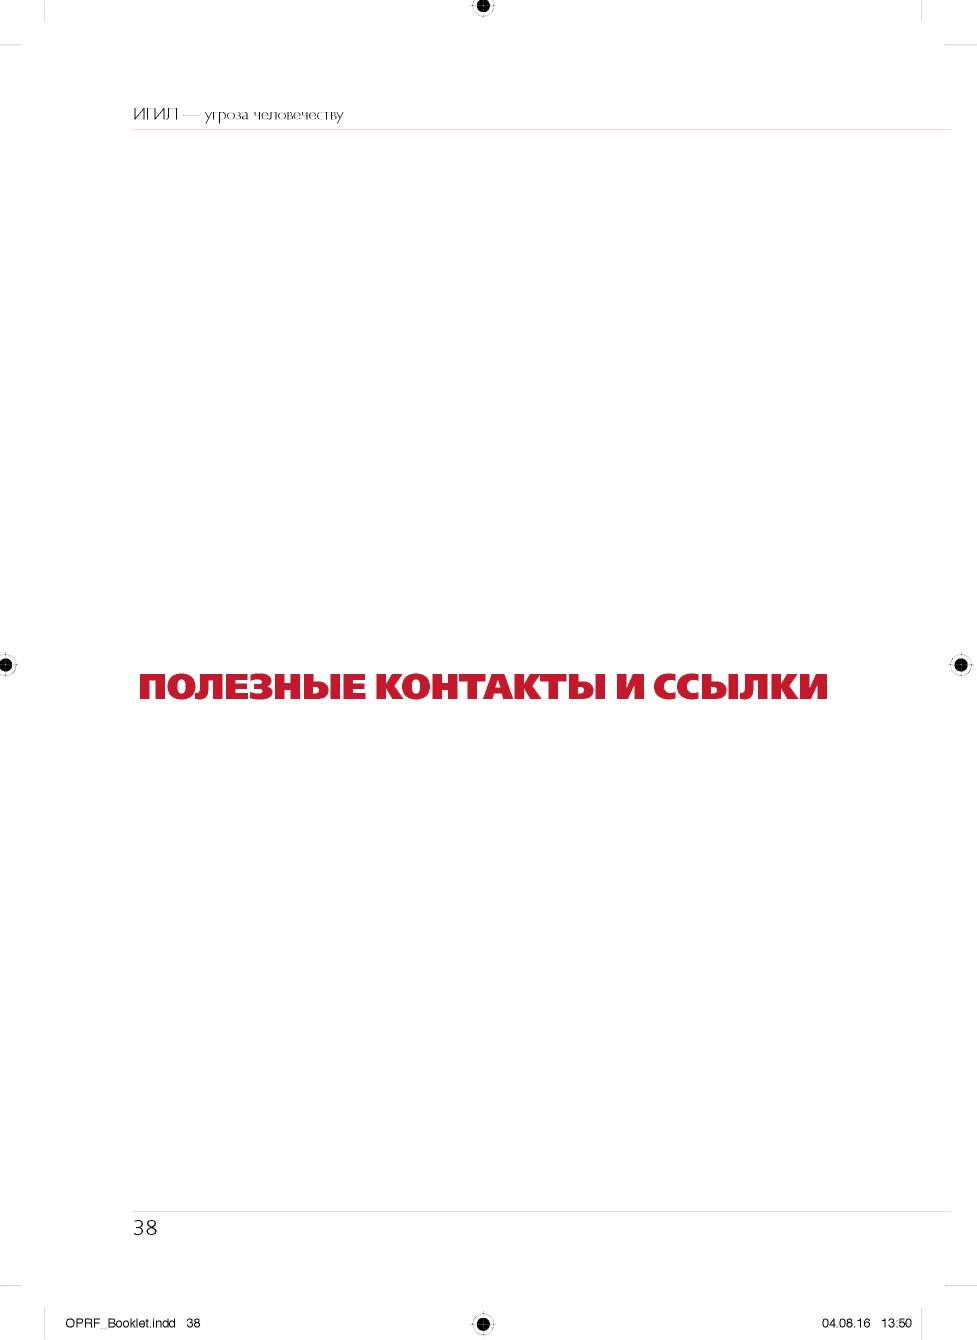 ИГИЛ — угроза человечеству
ПОЛЕЗНЫЕ КОНТАКТЫ И ССЫЛКИ
38
OPRF_Booklet.indd 38 04.08.16 13:50